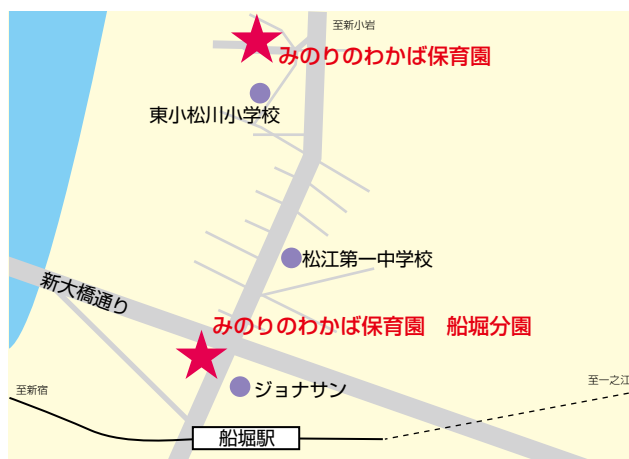 至新小岩
みのりのわかば保育園
東小松川小学校
松江第一中学校
新大橋通り
みのりのわかば保育園　船堀分園
至一之江
至新宿
ジョナサン
船堀駅